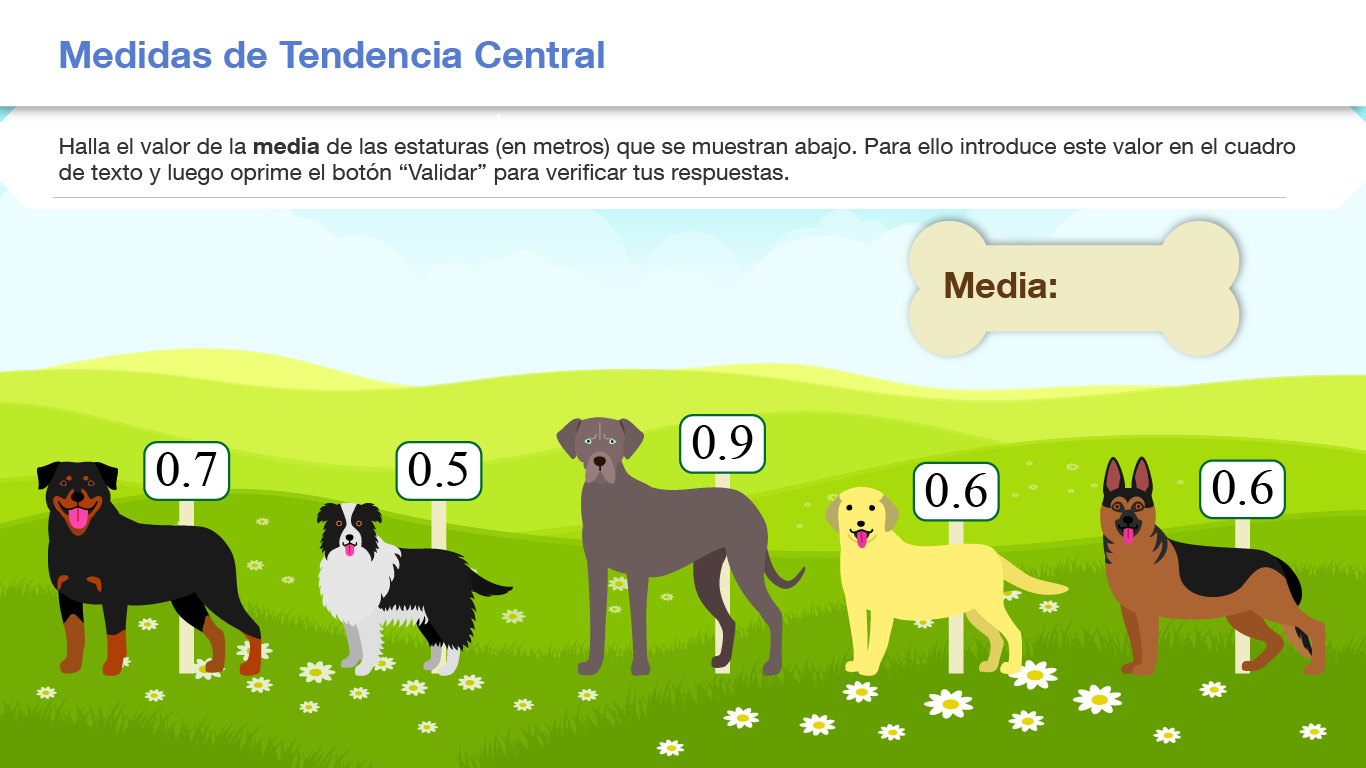 Medidas de Tendencia Central
Halla el valor de la media de las estaturas (en metros) que se muestran abajo. Para ello introduce este valor en el cuadro
de texto y luego oprime el botón “Validar” para verificar tus respuestas.
Media:
0.7
0.5
0.9
0.6
0.6